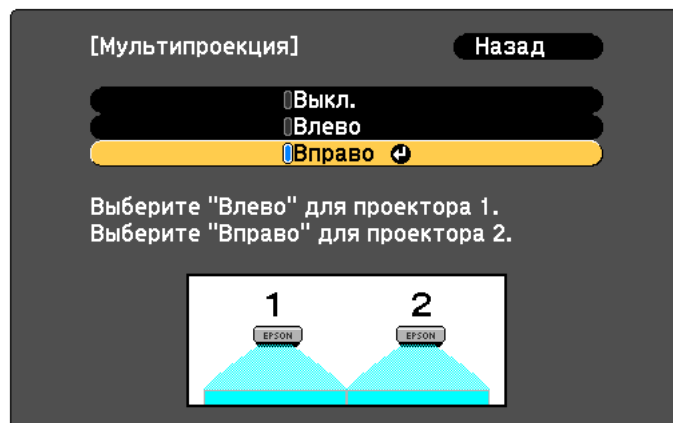 [Мультипроекция] Назад
Выкл.
Влево
Вправо
Выберите "Влево" для проектора 1.
Выберите "Вправо" для проектора 2.
1 2
EPSON EPSON